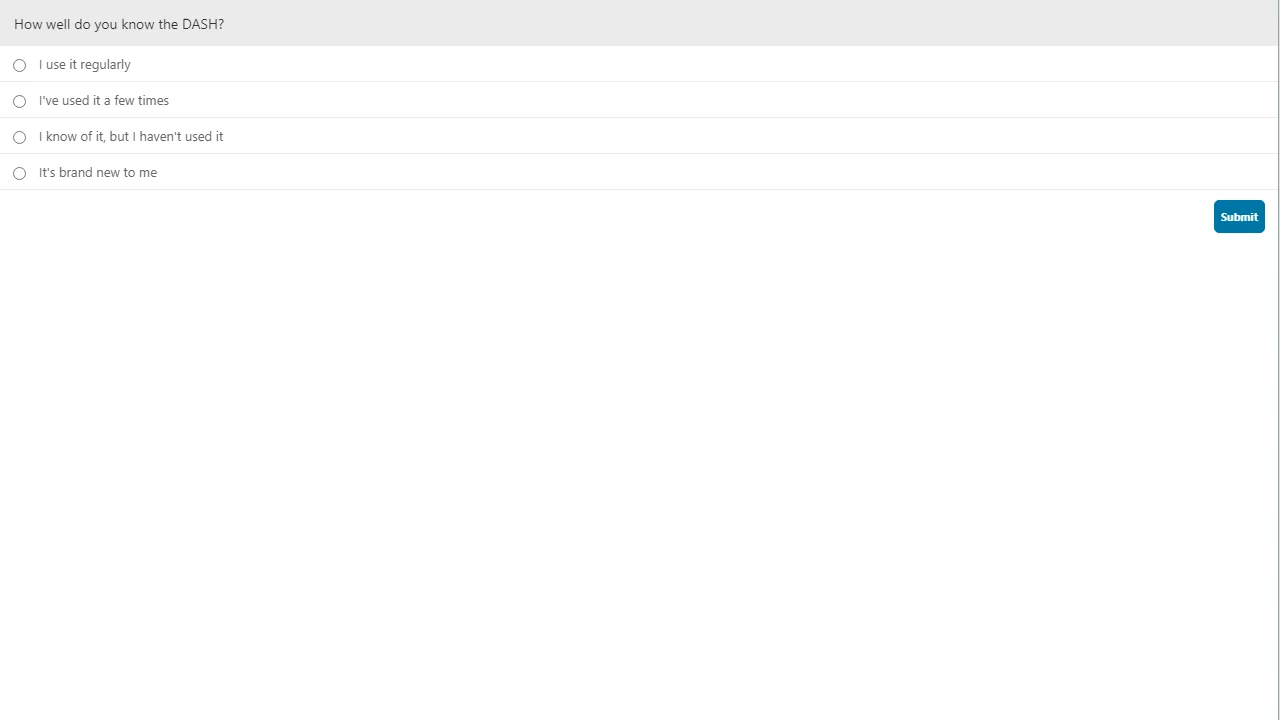 How well do you know the DASH?
I use it regularly
I've used it a few times
I know of it, but I haven't used it
It's brand new to me
Submit